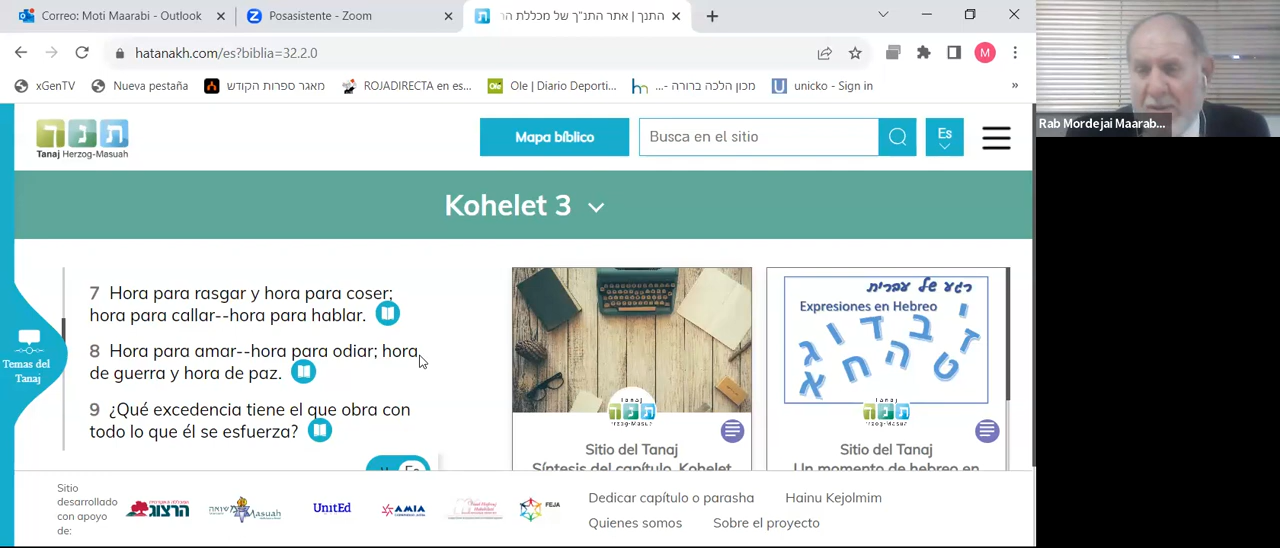 Correo: Moti Maarabi - Outlook
Posasistente - Zoom
התנך | אתר התנ"ך של מכללת הר
hatanakh.com/es?biblia=32.2.0
M
xGenTV
Nueva pestaña
מאגר ספרות הקודש
ROJADIRECTA en es...
Ole
Ole | Diario Deporti...
מכון הלכה ברורה -...
unicko - Sign in
»
תנך
Tanaj Herzog-Masuah
Mapa bíblico
Busca en el sitio
Es
Kohelet 3
Temas del
Tanaj
7 Hora para rasgar y hora para coser;
hora para callar--hora para hablar.
8 Hora para amar--hora para odiar; hora
de guerra y hora de paz.
9 ¿Qué excedencia tiene el que obra con
todo lo que él se esfuerza?
Sitio del Tanaj
Síntesis del capítulo, Kohelet
רגע של עברית
Expresiones en Hebreo
י ז ב ד ו ג ט ה ח א
Sitio del Tanaj
Un momento de hebreo en
Sitio
desarrollado
con apoyo
de:
הרצוג
Masuah
UnitEd
AMIA
FEJA
Dedicar capítulo o parasha
Hainu Kejolmim
Quienes somos
Sobre el proyecto
Rab Mordejai Maarab...